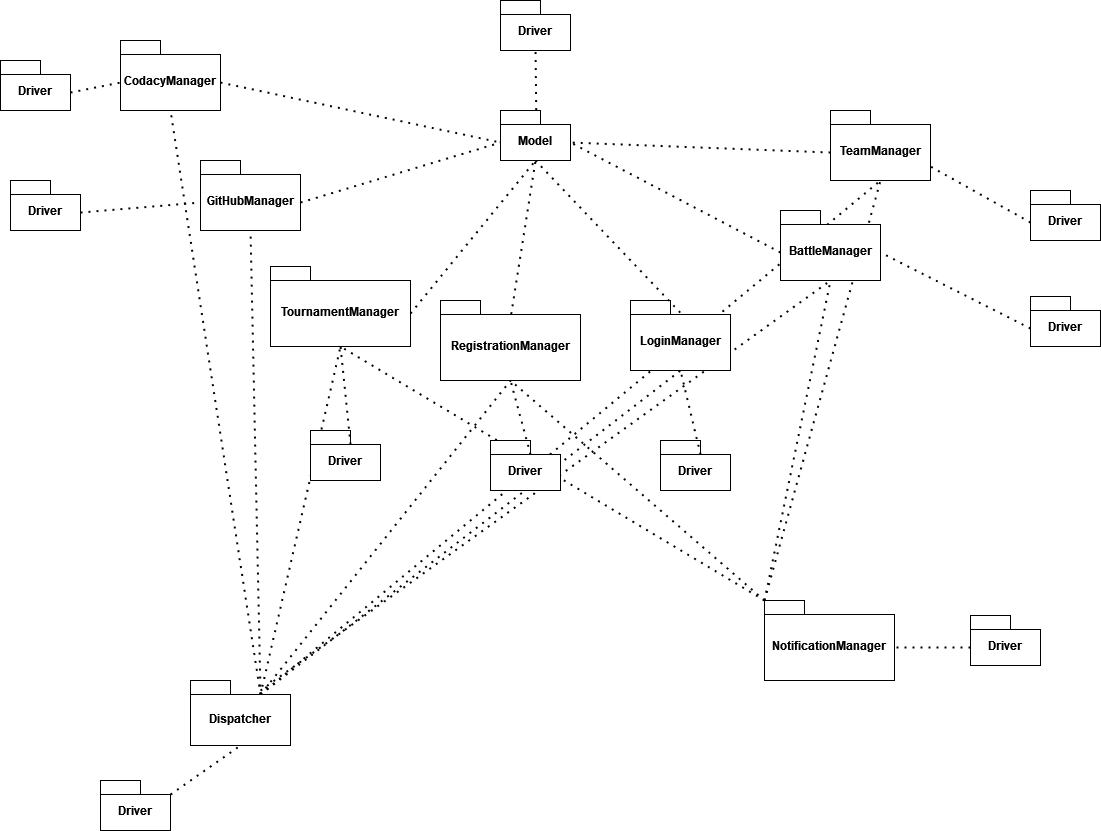 Driver
CodacyManager
Driver
Model
TeamManager
GitHubManager
Driver
Driver
BattleManager
TournamentManager
Driver
RegistrationManager
LoginManager
Driver
Driver
Driver
NotificationManager
Driver
Dispatcher
Driver